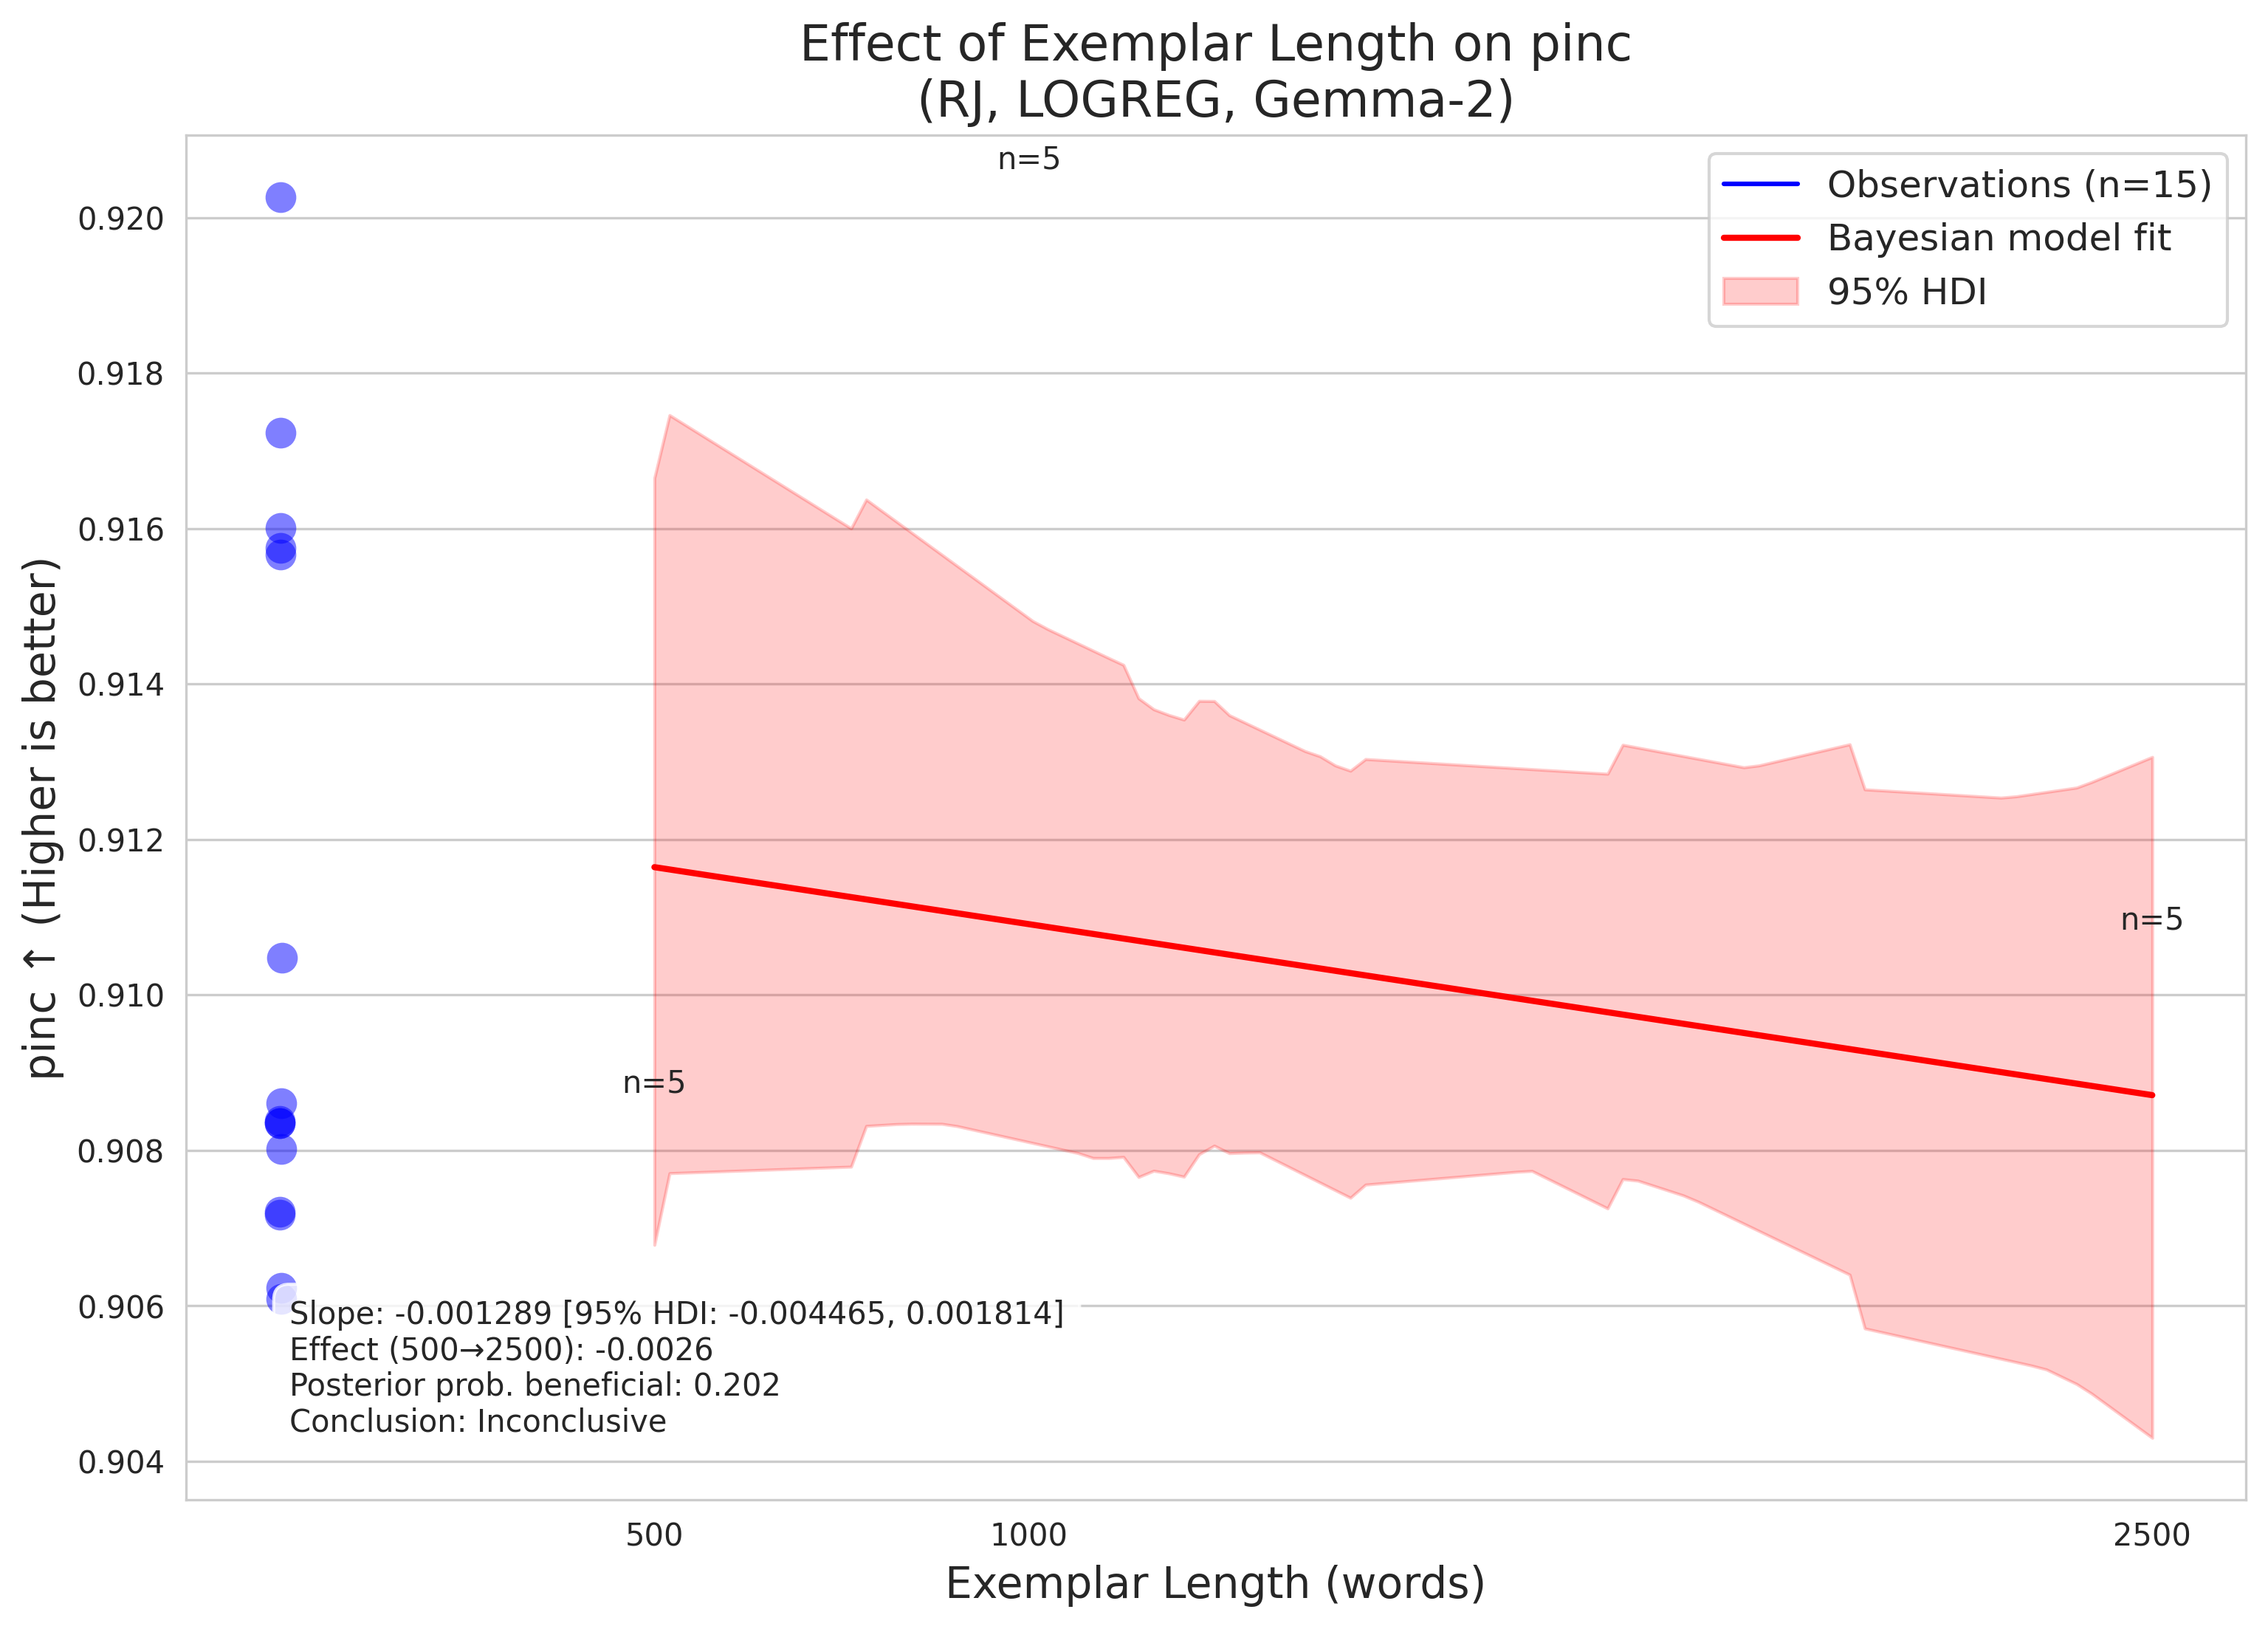 Effect of Exemplar Length on pinc
(RJ, LOGREG, Gemma-2)
n=5
Observations (n=15)
Bayesian model fit
95% HDI
0.920
0.918
0.916
0.914
0.912
0.910
0.908
0.906
0.904
pinc ↑ (Higher is better)
n=5
n=5
Slope: -0.001289 [95% HDI: -0.004465, 0.001814]
Effect (500→2500): -0.0026
Posterior prob. beneficial: 0.202
Conclusion: Inconclusive
500
1000
2500
Exemplar Length (words)